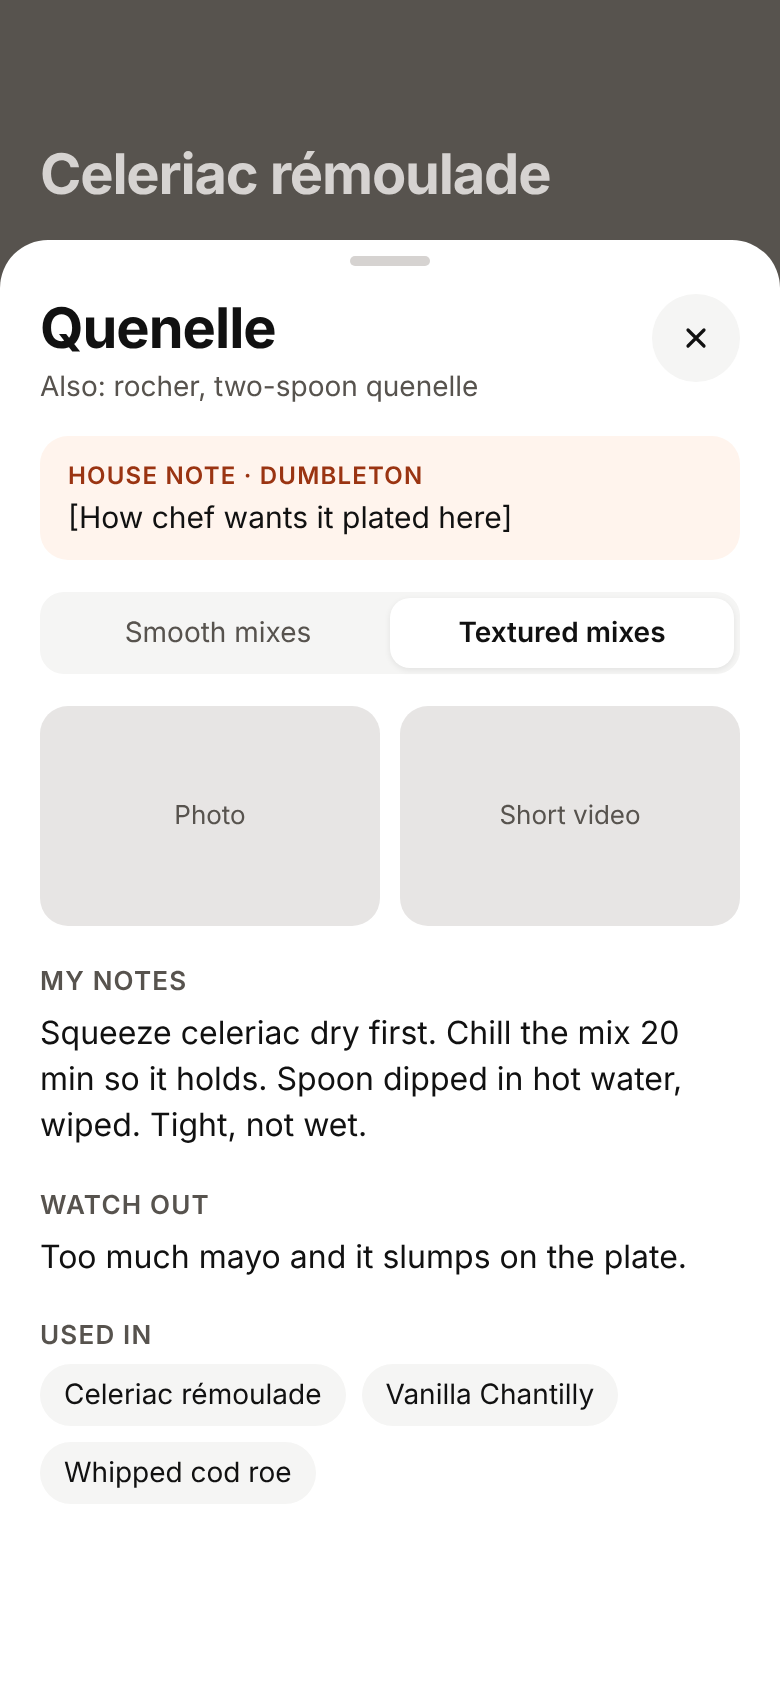 Celeriac rémoulade
Quenelle
Also: rocher, two-spoon quenelle
HOUSE NOTE · DUMBLETON
[How chef wants it plated here]
Smooth mixes
Textured mixes
Photo
Short video
MY NOTES
Squeeze celeriac dry first. Chill the mix 20
min so it holds. Spoon dipped in hot water,
wiped. Tight, not wet.
WATCH OUT
Too much mayo and it slumps on the plate.
USED IN
Celeriac rémoulade
Vanilla Chantilly
Whipped cod roe